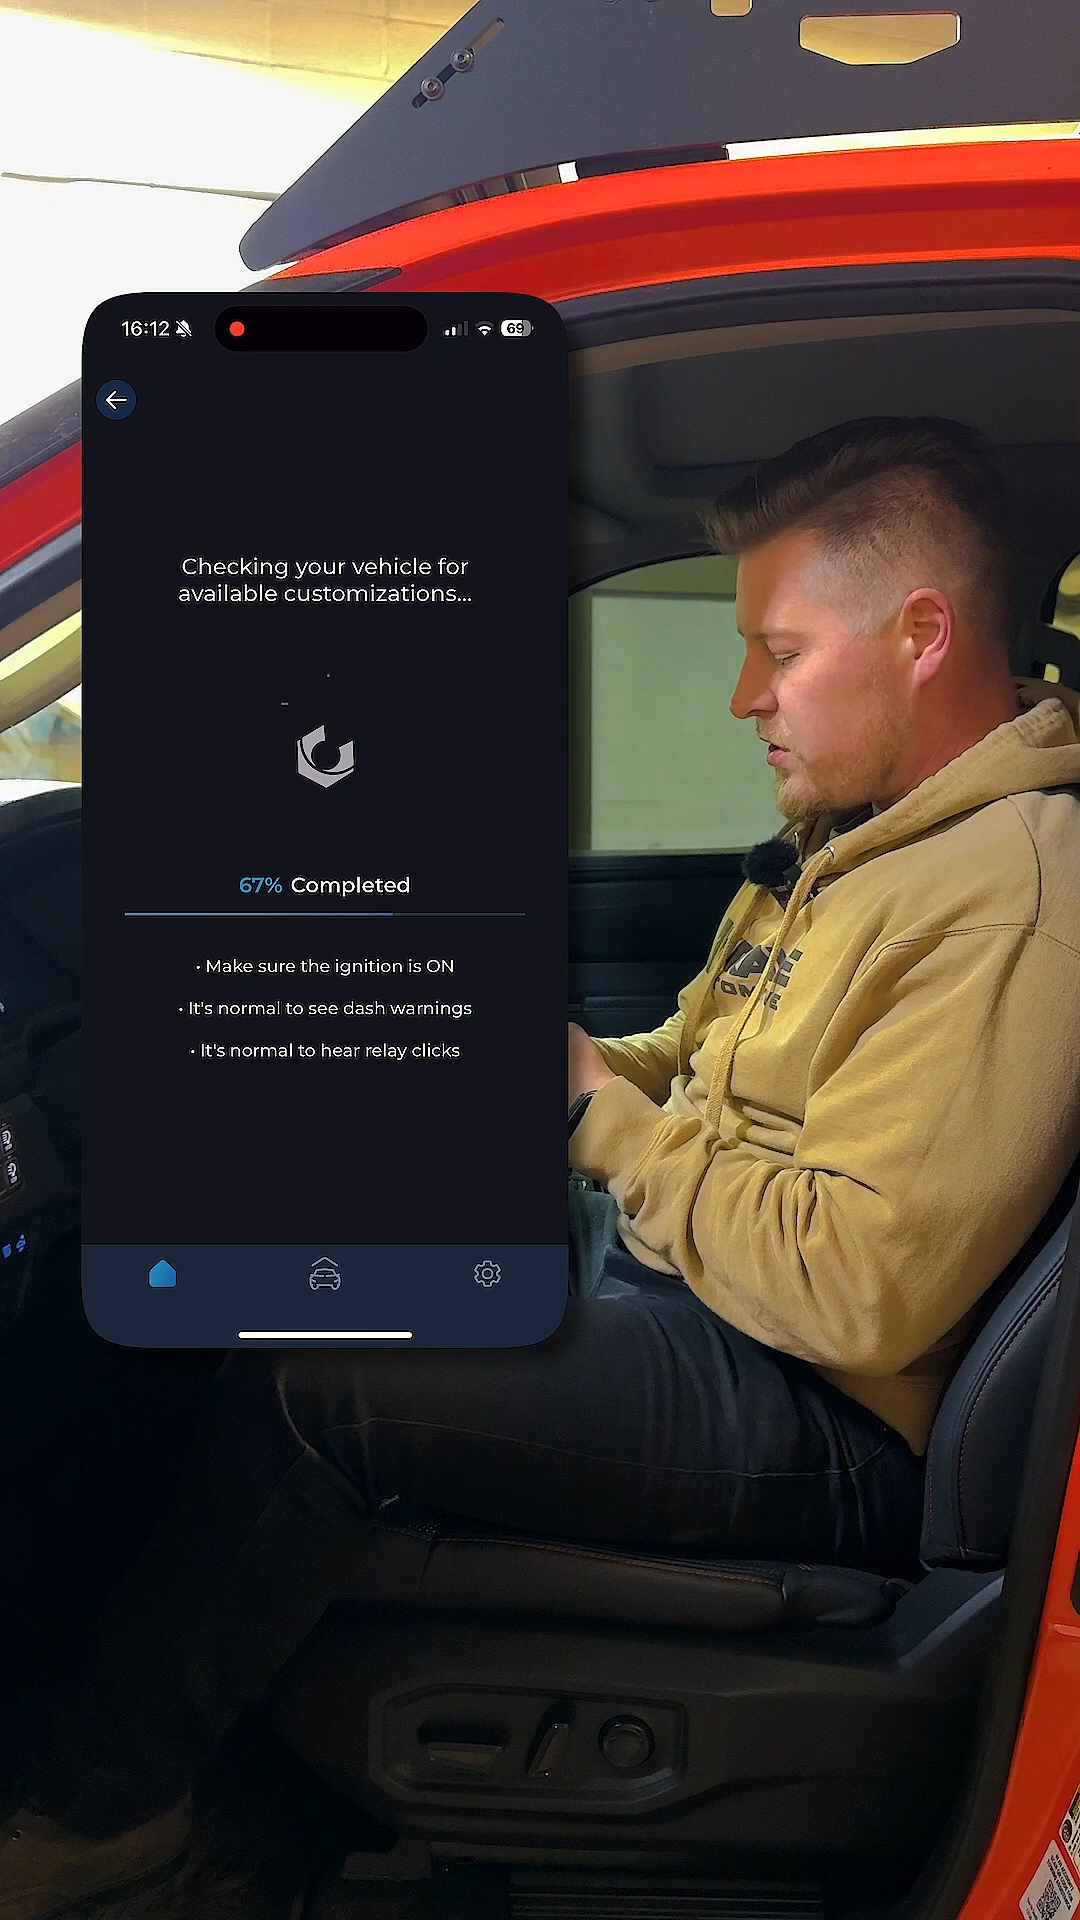 16:12
69
Checking your vehicle for
available customizations...
67% Completed
• Make sure the ignition is ON
• It's normal to see dash warnings
• It's normal to hear relay clicks